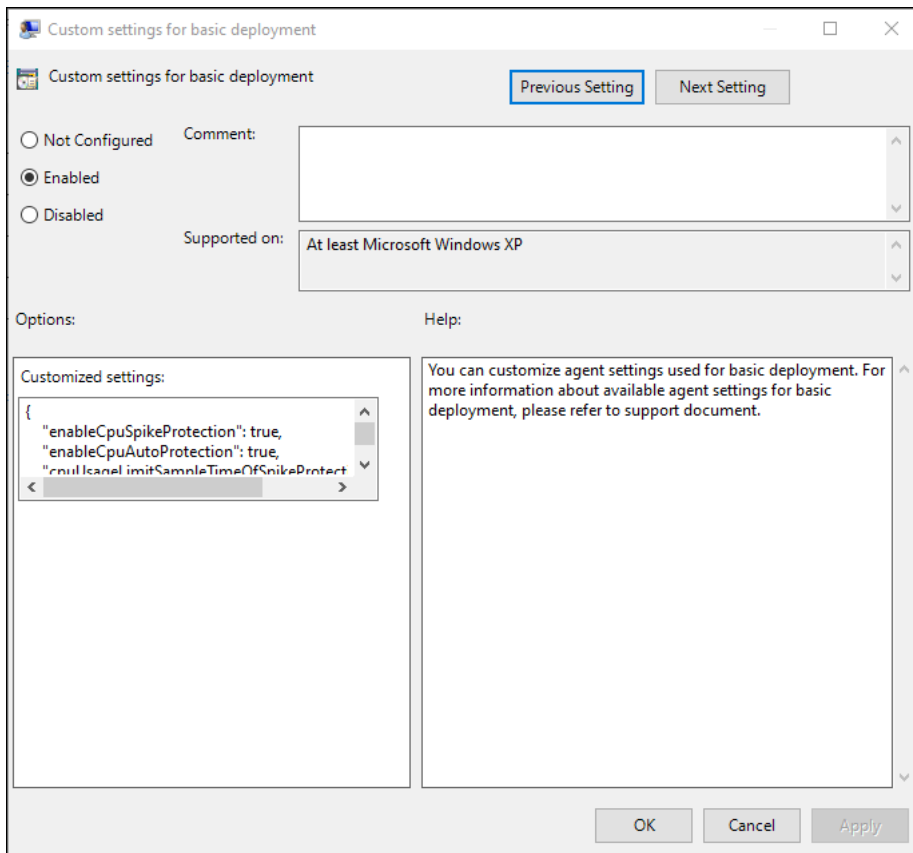 Custom settings for basic deployment
Custom settings for basic deployment
Previous Setting
Next Setting
Not Configured
Comment:
Enabled
Disabled
Supported on:
At least Microsoft Windows XP
Options:
Help:
Customized settings:
{
"enableCpuSpikeProtection": true,
"enableCpuAutoProtection": true,
"cpuUsageLimitSampleTimeOfSpikeProtect
You can customize agent settings used for basic deployment. For
more information about available agent settings for basic
deployment, please refer to support document.
OK
Cancel
Apply